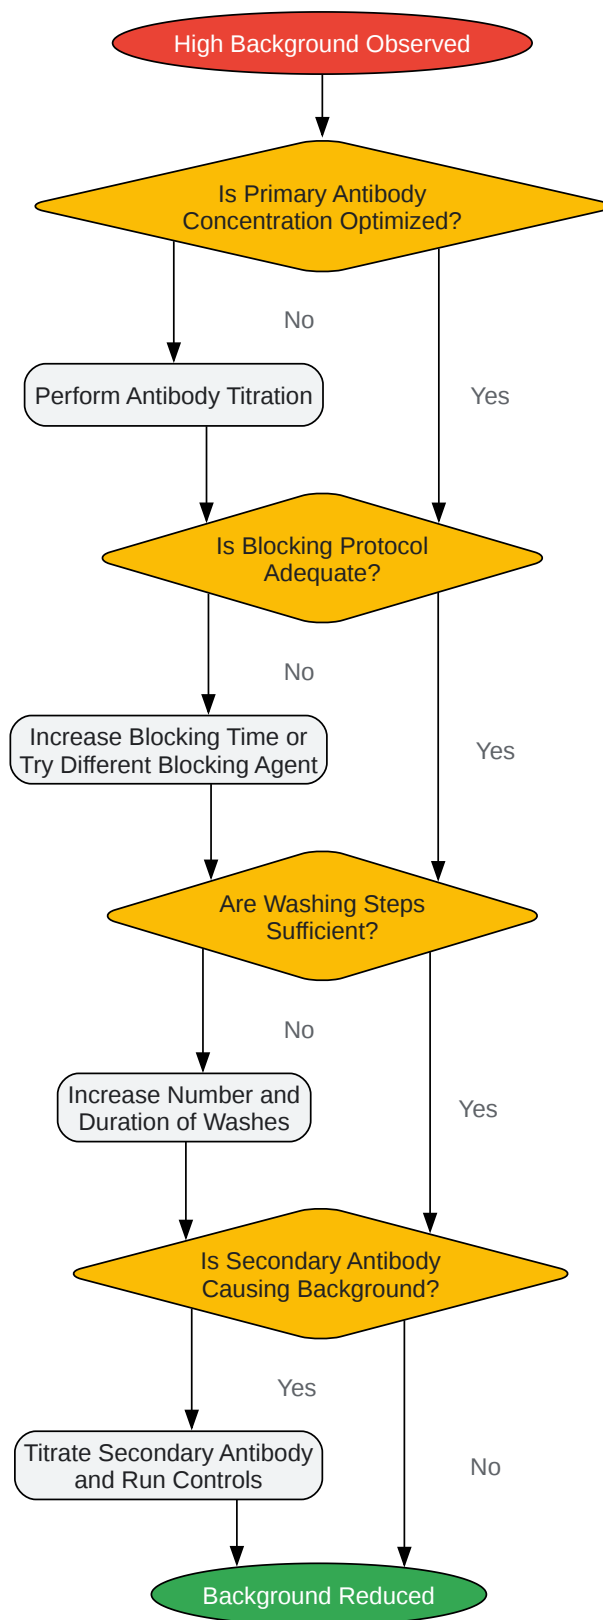 High Background Observed
Is Primary Antibody
Concentration Optimized?
No
Perform Antibody Titration
Yes
Is Blocking Protocol
Adequate?
No
Increase Blocking Time or
Try Different Blocking Agent
Yes
Are Washing Steps
Sufficient?
No
Increase Number and
Duration of Washes
Yes
Is Secondary Antibody
Causing Background?
Yes
Titrate Secondary Antibody
and Run Controls
No
Background Reduced